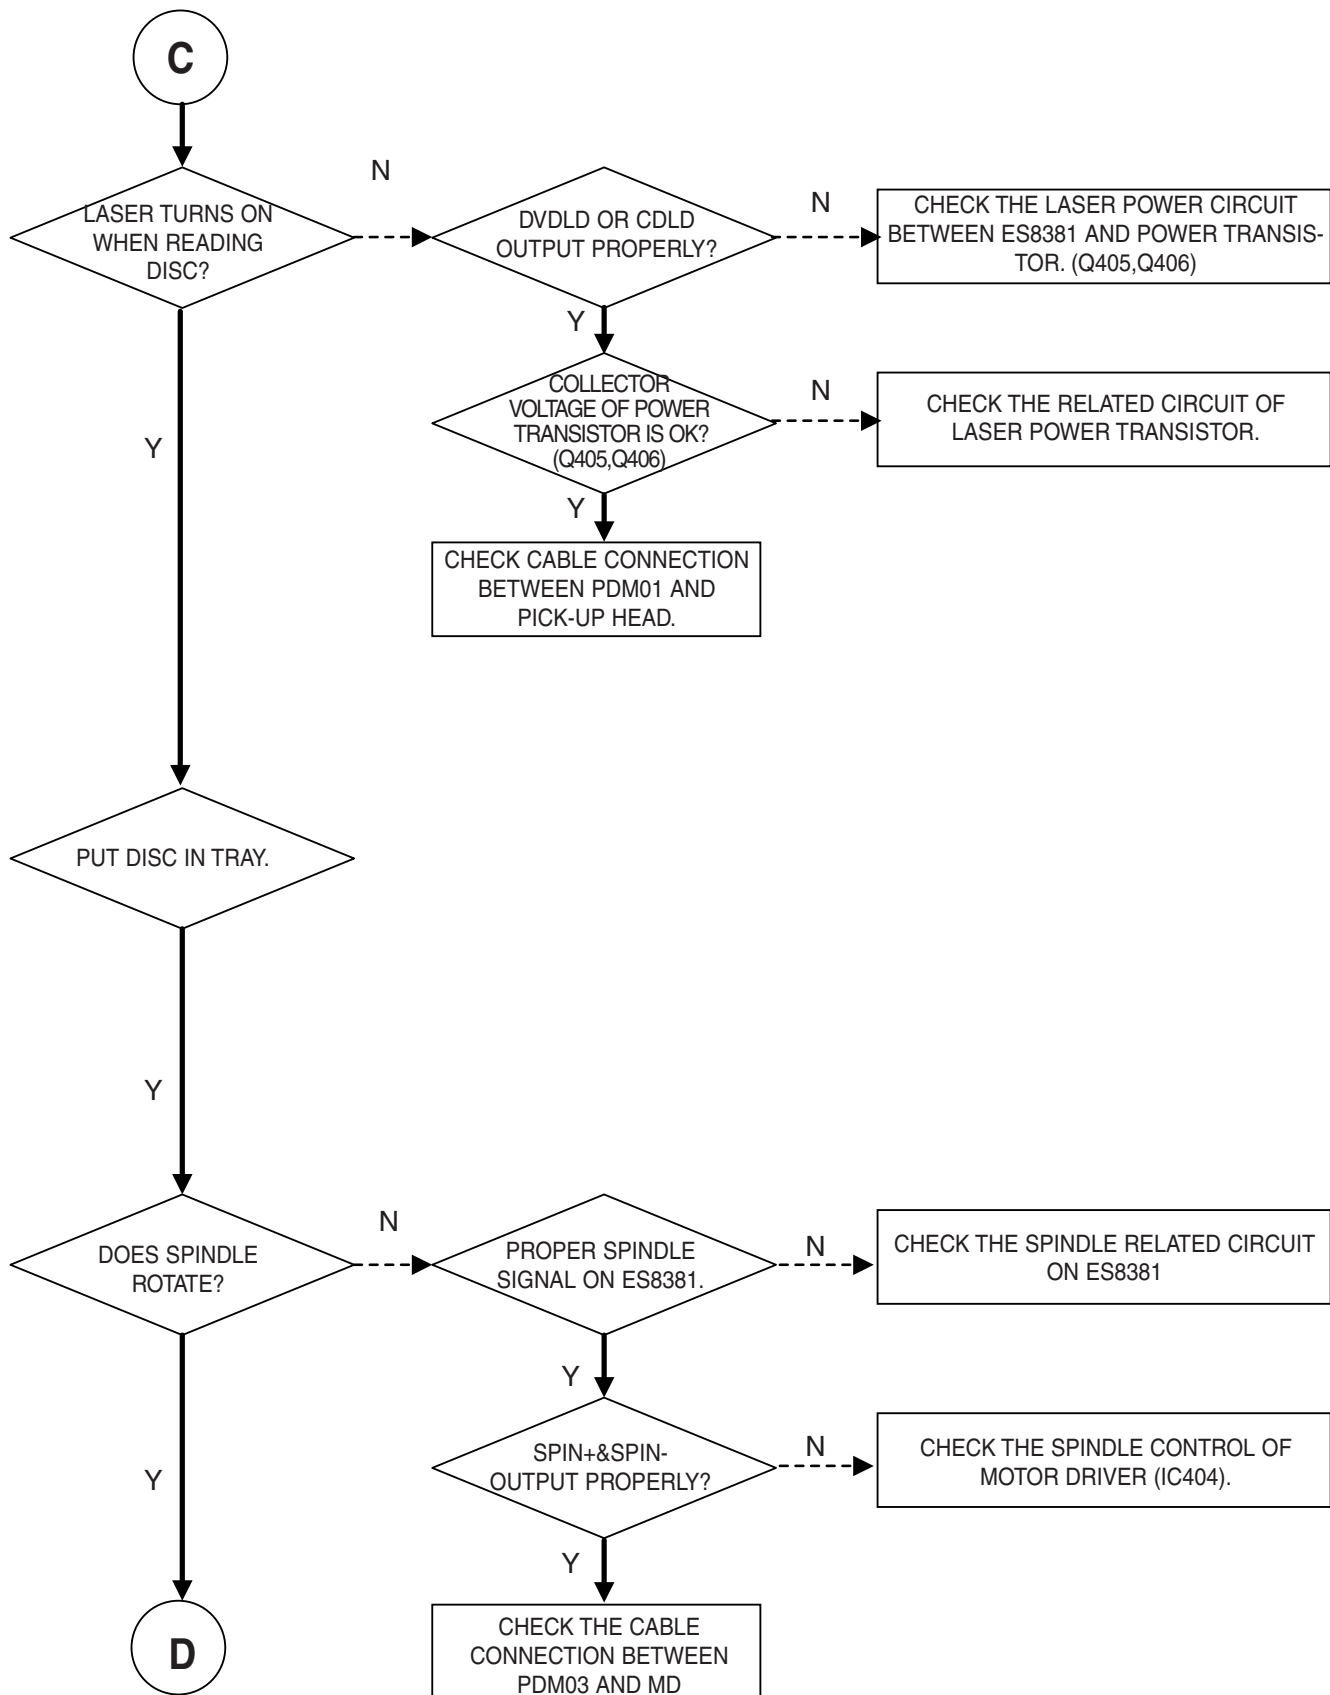 C
LASER TURNS ON
WHEN READING
DISC?
N
DVDLD OR CDLD
OUTPUT PROPERLY?
N
CHECK THE LASER POWER CIRCUIT
BETWEEN ES8381 AND POWER TRANSIS-
TOR. (Q405,Q406)
Y
COLLECTOR
VOLTAGE OF POWER
TRANSISTOR IS OK?
(Q405,Q406)
N
CHECK THE RELATED CIRCUIT OF
LASER POWER TRANSISTOR.
Y
Y
CHECK CABLE CONNECTION
BETWEEN PDM01 AND
PICK-UP HEAD.
PUT DISC IN TRAY.
Y
DOES SPINDLE
ROTATE?
N
PROPER SPINDLE
SIGNAL ON ES8381.
N
CHECK THE SPINDLE RELATED CIRCUIT
ON ES8381
Y
SPIN+&SPIN-
OUTPUT PROPERLY?
N
CHECK THE SPINDLE CONTROL OF
MOTOR DRIVER (IC404).
Y
Y
CHECK THE CABLE
CONNECTION BETWEEN
PDM03 AND MD
D